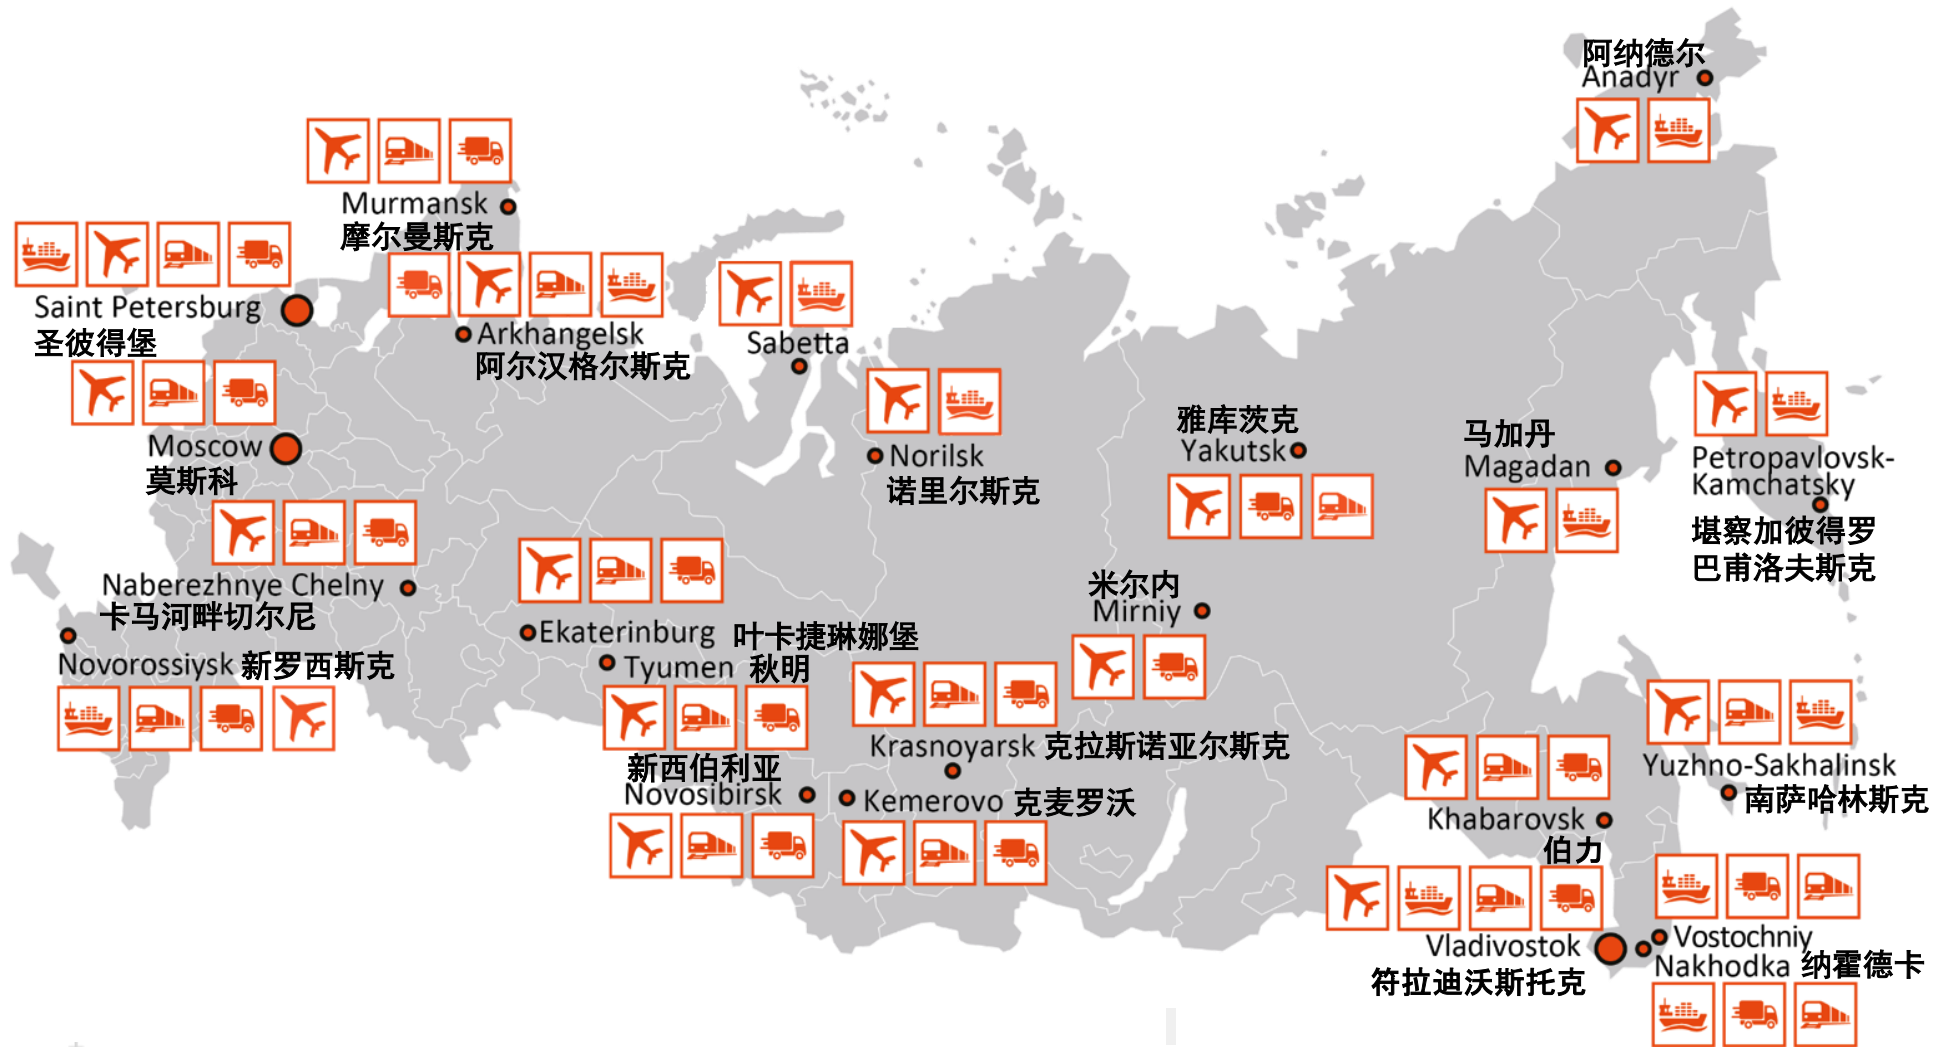 阿纳德尔
Anadyr
Murmansk
摩尔曼斯克
Saint Petersburg
圣彼得堡
Arkhangelsk
阿尔汉格尔斯克
Sabetta
Moscow
莫斯科
Norilsk
诺里尔斯克
雅库茨克
Yakutsk
马加丹
Magadan
Petropavlovsk-
Kamchatsky
堪察加彼得罗
巴甫洛夫斯克
Naberezhnye Chelny
卡马河畔切尔尼
米尔内
Mirniy
Ekaterinburg 叶卡捷琳娜堡
Tyumen 秋明
Novorossiysk 新罗西斯克
Krasnoyarsk 克拉斯诺亚尔斯克
新西伯利亚
Novosibirsk
Kemerovo 克麦罗沃
Yuzhno-Sakhalinsk
南萨哈林斯克
Khabarovsk
伯力
Vladivostok
符拉迪沃斯托克
Vostochniy
Nakhodka 纳霍德卡